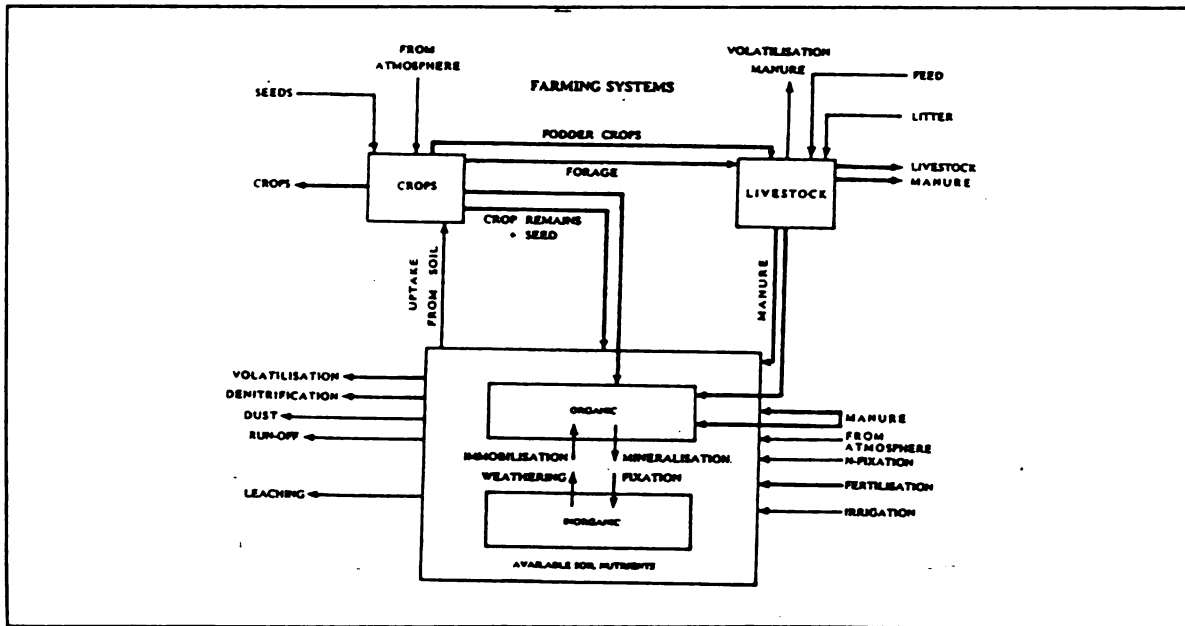 FROM
ATMOSPHERE
VOLATILISATION
MANURE
FEED
FARMING SYSTEMS
SEEDS
LITTER
FODDER CROPS
FORAGE
LIVESTOCK
MANURE
CROPS
CROPS
LIVESTOCK
CROP REMAINS
+ SEED
UPTAKE
FROM SOIL
MANURE
VOLATILISATION
DENITRIFICATION
DUST
RUN-OFF
LEACHING
ORGANIC
IMMOBILISATION
MINERALISATION
WEATHERING
FIXATION
INORGANIC
AVAILABLE SOIL NUTRIENTS
MANURE
FROM
ATMOSPHERE
N-FIXATION
FERTILISATION
IRRIGATION